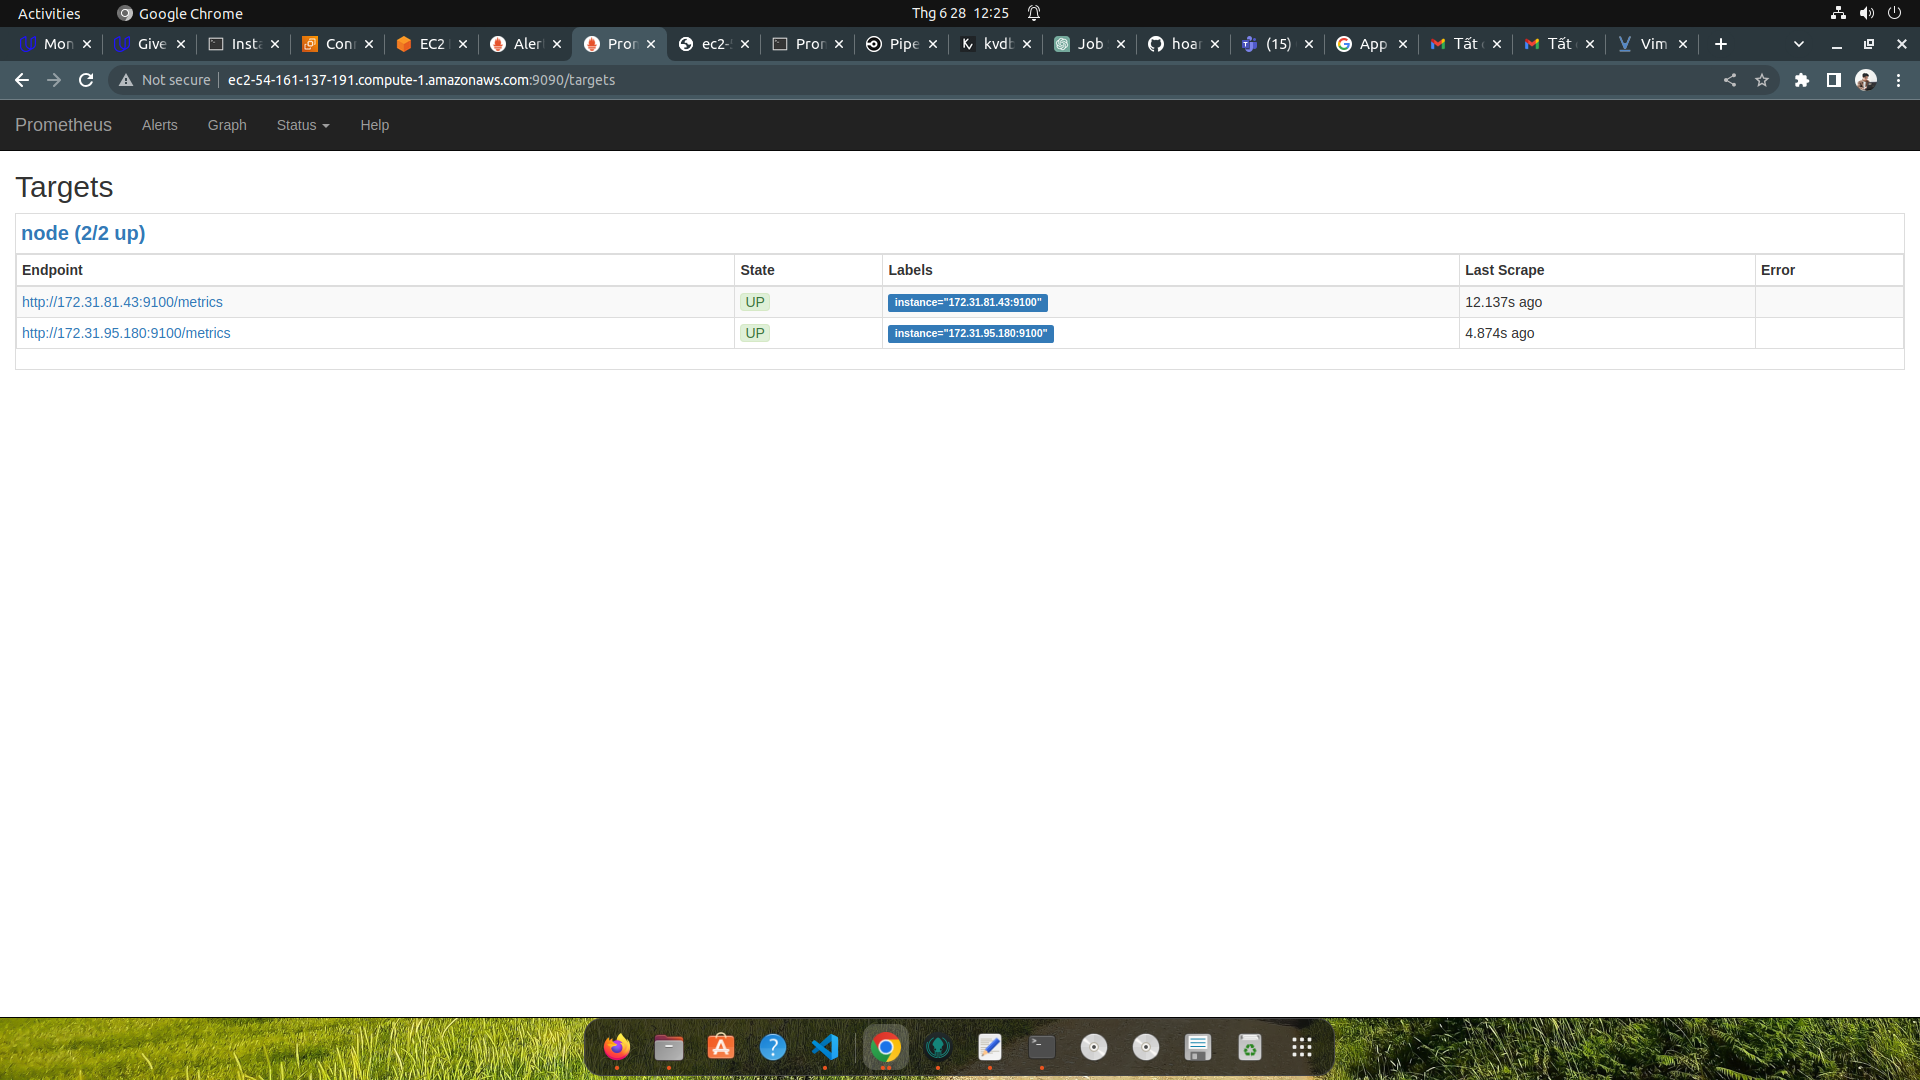 Activities Google Chrome Thg 6 28 12:25
Mon Give Insta Conn EC2 Aler Pron ec2- Pron Pipe kvdb Job hoan (15) App Tất Tất Vim
Not secure ec2-54-161-137-191.compute-1.amazonaws.com:9090/targets
Prometheus Alerts Graph Status Help
Targets
node (2/2 up)
Endpoint State Labels Last Scrape Error
http://172.31.81.43:9100/metrics UP instance="172.31.81.43:9100" 12.137s ago
http://172.31.95.180:9100/metrics UP instance="172.31.95.180:9100" 4.874s ago